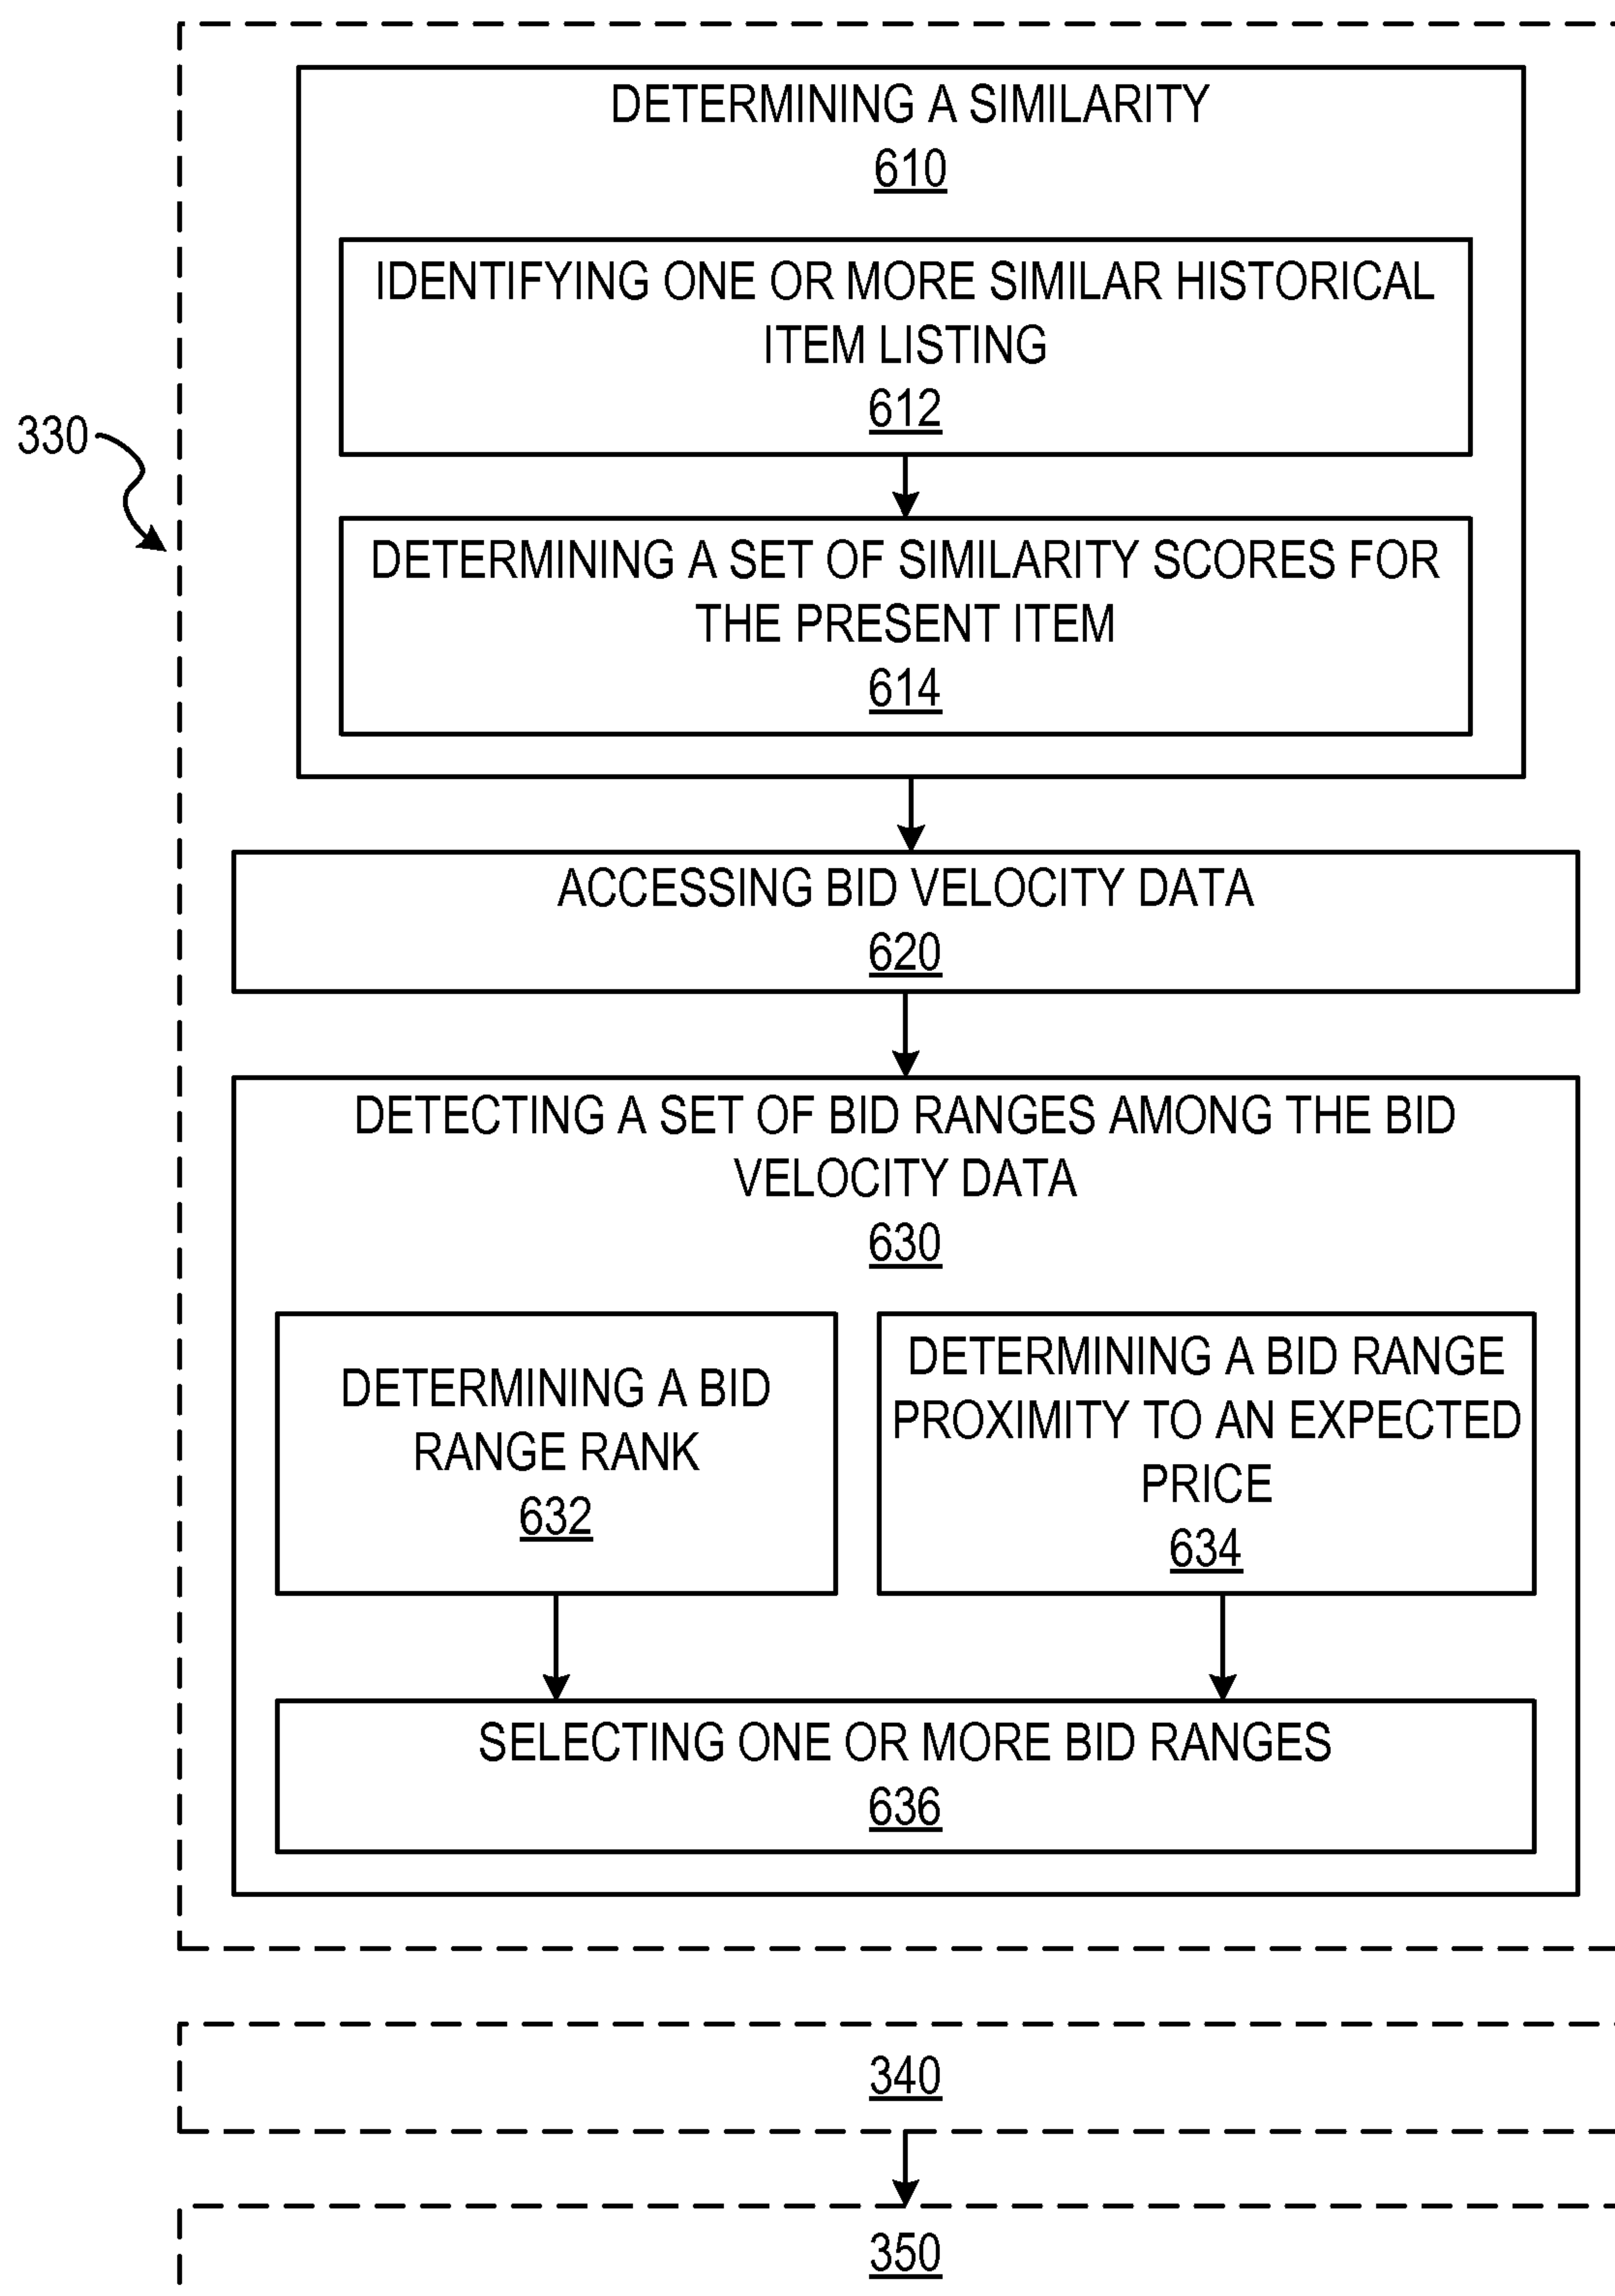 DETERMINING A SIMILARITY
610
IDENTIFYING ONE OR MORE SIMILAR HISTORICAL
ITEM LISTING
612
330
DETERMINING A SET OF SIMILARITY SCORES FOR
THE PRESENT ITEM
614
ACCESSING BID VELOCITY DATA
620
DETECTING A SET OF BID RANGES AMONG THE BID
VELOCITY DATA
630
DETERMINING A BID
RANGE RANK
632
DETERMINING A BID RANGE
PROXIMITY TO AN EXPECTED
PRICE
634
SELECTING ONE OR MORE BID RANGES
636
340
350